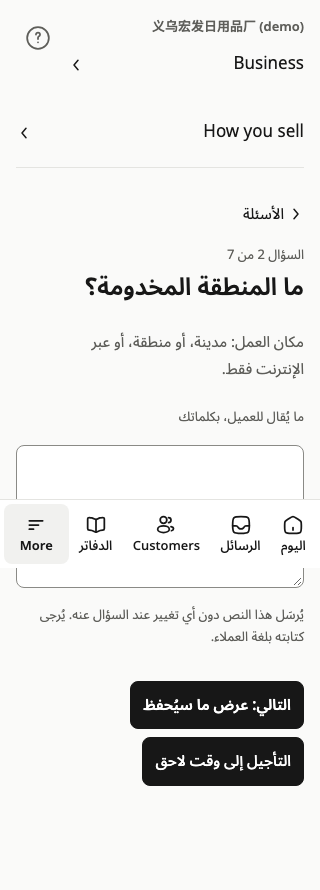 义乌宏发日用品厂 (demo)
Business
How you sell
الأسئلة
السؤال 2 من 7
ما المنطقة المخدومة؟
مكان العمل: مدينة، أو منطقة، أو عبر
الإنترنت فقط.
ما يُقال للعميل، بكلماتك
اليوم
الرسائل
Customers
الدفاتر
More
يُرسَل هذا النص دون أي تغيير عند السؤال عنه. يُرجى
كتابته بلغة العملاء.
التالي: عرض ما سيُحفظ
التأجيل إلى وقت لاحق